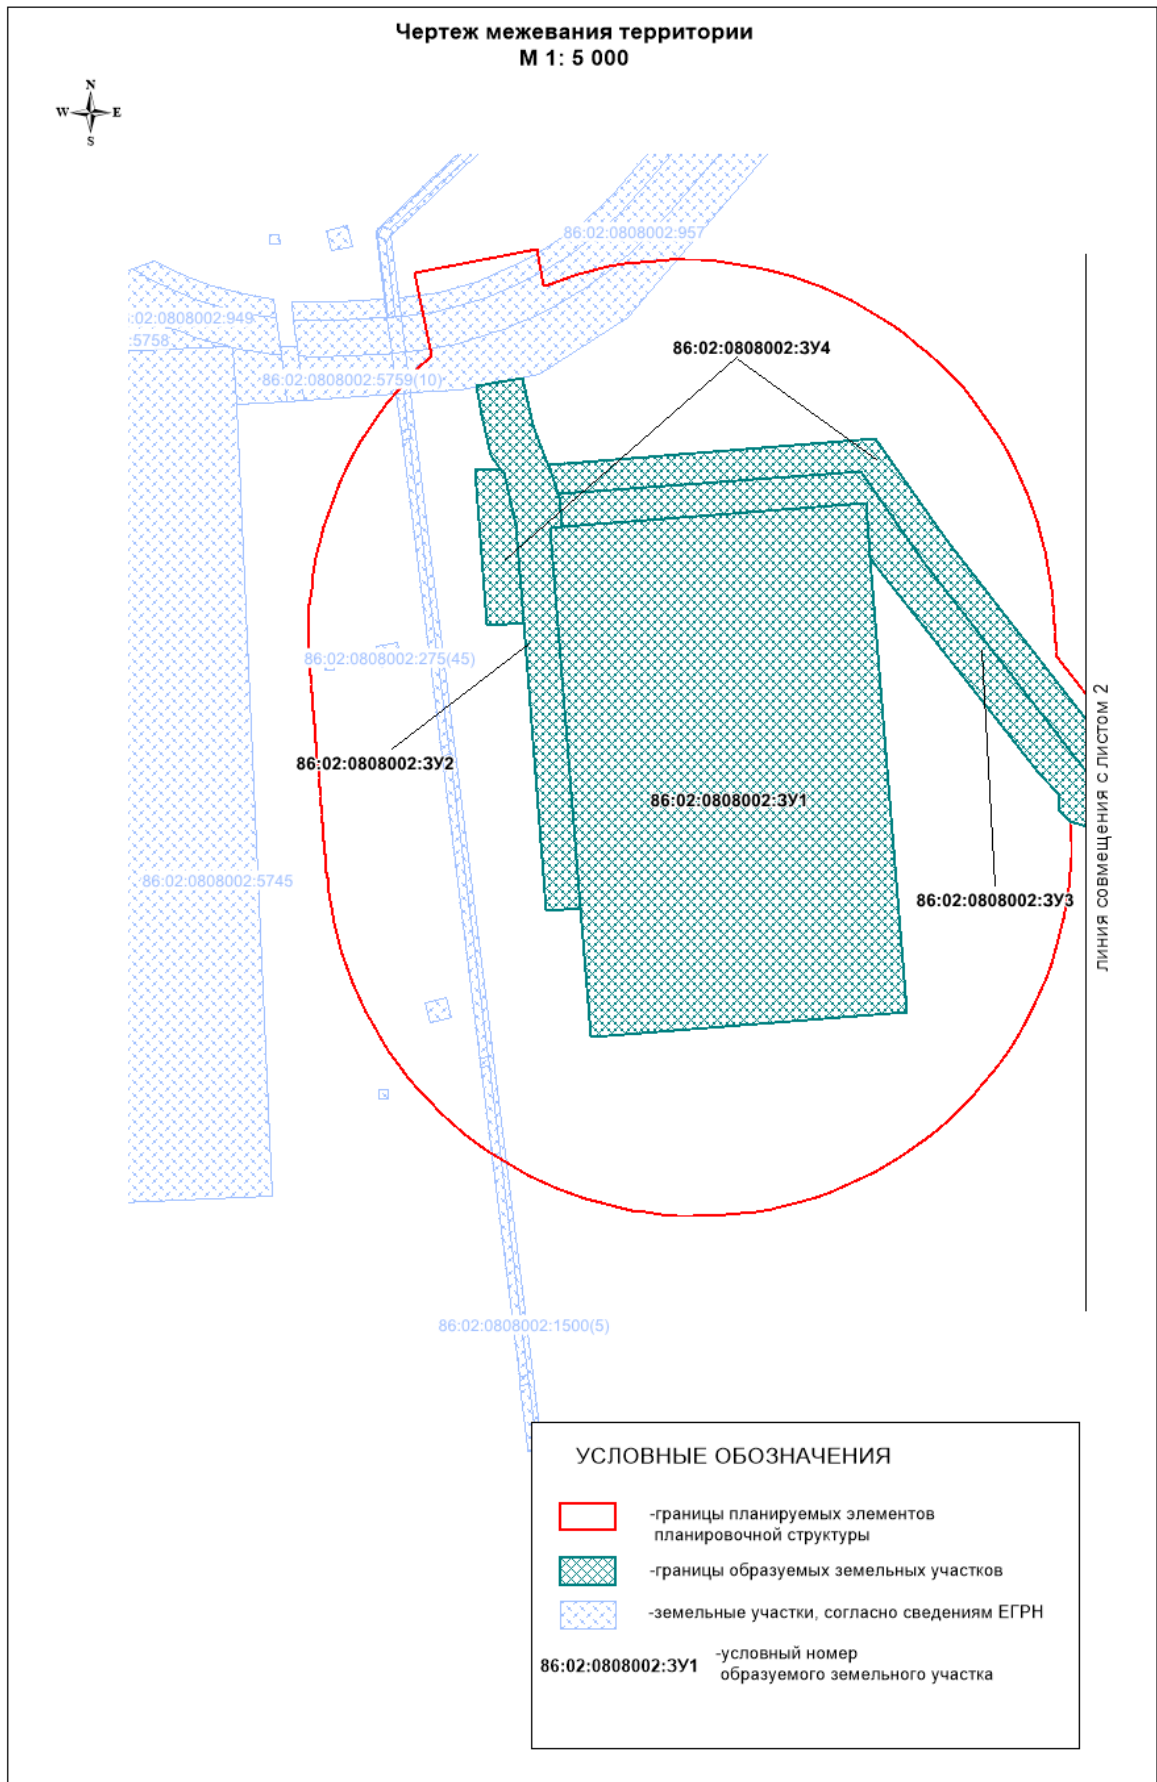 Чертеж межевания территории
М 1: 5 000
N
W E
S
86:02:0808002:957
:02:0808002:949
:5758
86:02:0808002:ЗУ4
86:02:0808002:5759(10)
86:02:0808002:275(45)
86:02:0808002:ЗУ2
86:02:0808002:ЗУ1
86:02:0808002:5745
86:02:0808002:ЗУ3
линия совмещения с листом 2
86:02:0808002:1500(5)
УСЛОВНЫЕ ОБОЗНАЧЕНИЯ
-границы планируемых элементов
планировочной структуры
-границы образуемых земельных участков
-земельные участки, согласно сведениям ЕГРН
86:02:0808002:ЗУ1
-условный номер
образуемого земельного участка